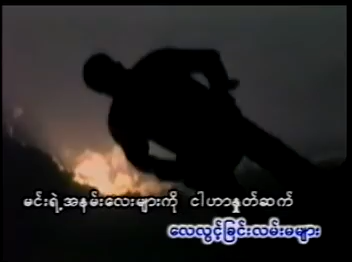 မင်းရဲ့အနမ်းလေးများကို ငါဟာနှုတ်ဆက်
လေလွင့်ခြင်းလမ်းမများ